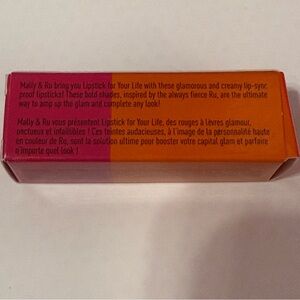 Mally & Ru bring you Lipstick for Your Life with these glamorous and creamy lip-sync
proof lipsticks! These bold shades, inspired by the always fierce Ru, are the ultimate
way to amp up the glam and complete any look!
Mally & Ru vous présentent Lipstick for Your Life, des rouges à lèvres glamour,
onctueux et infaillibles ! Ces teintes audacieuses, à l'image de la personnalité haute
en couleur de Ru, sont la solution ultime pour booster votre capital glam et parfaire
n'importe quel look !